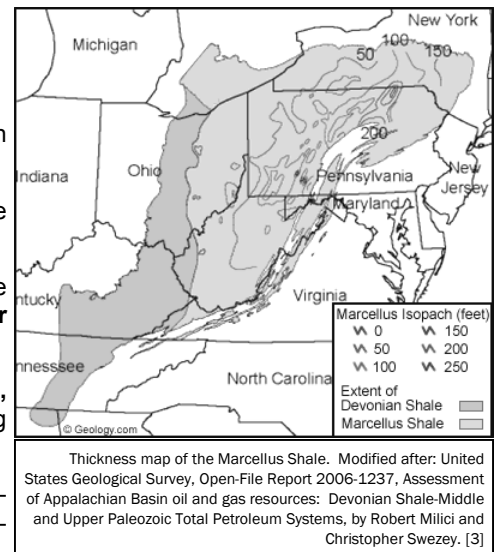 New York
Michigan
100
50
150
200
Ohio
Indiana
Pennsylvania
New
Jersey
Maryland
Virginia
ntucky
nnesssee
North Carolina
Marcellus Isopach (feet)
0 150
50 200
100 250
Extent of
Devonian Shale
Marcellus Shale
© Geology.com
Thickness map of the Marcellus Shale. Modified after: United
States Geological Survey, Open-File Report 2006-1237, Assessment
of Appalachian Basin oil and gas resources: Devonian Shale-Middle
and Upper Paleozoic Total Petroleum Systems, by Robert Milici and
Christopher Swezey. [3]